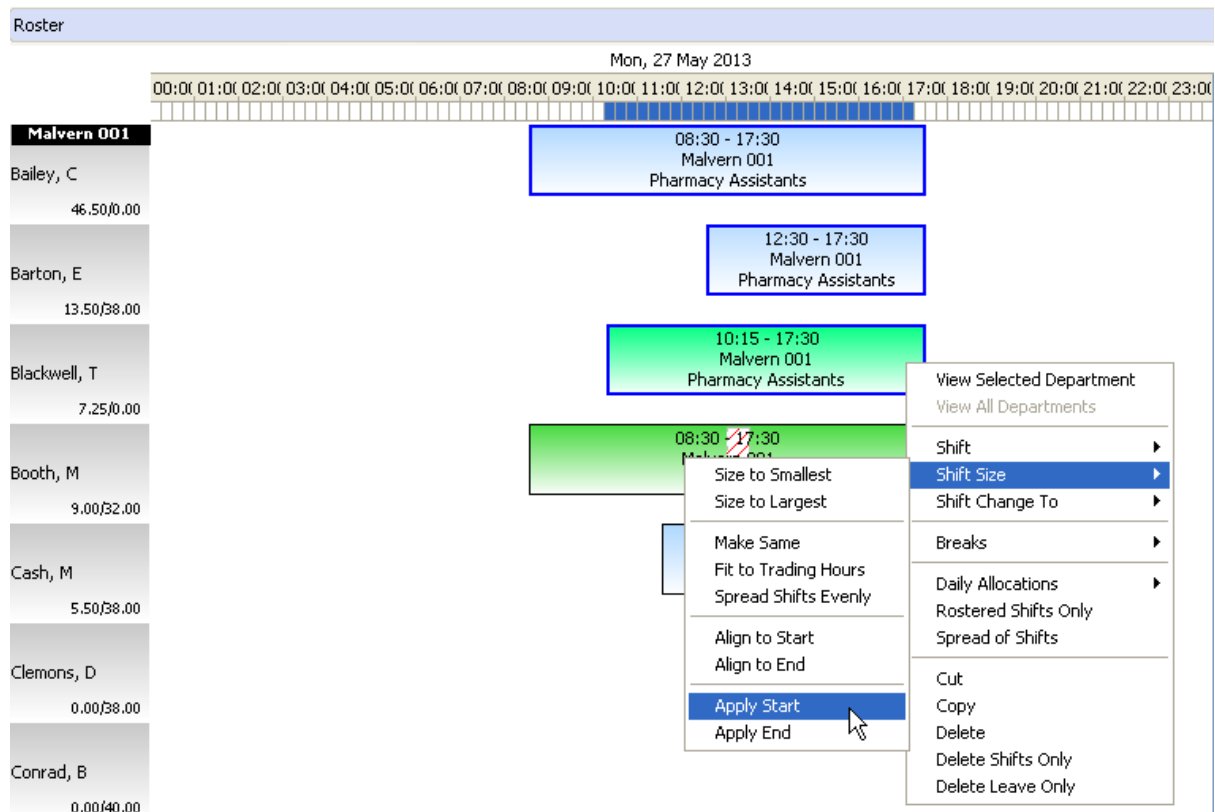 Roster
Mon, 27 May 2013
00:0( 01:0( 02:0( 03:0( 04:0( 05:0( 06:0( 07:0( 08:0( 09:0( 10:0( 11:0( 12:0( 13:0( 14:0( 15:0( 16:0( 17:0( 18:0( 19:0( 20:0( 21:0( 22:0( 23:0(
Malvern 001
Bailey, C
46.50/0.00
08:30 - 17:30
Malvern 001
Pharmacy Assistants
Barton, E
13.50/38.00
12:30 - 17:30
Malvern 001
Pharmacy Assistants
Blackwell, T
7.25/0.00
10:15 - 17:30
Malvern 001
Pharmacy Assistants
Booth, M
9.00/32.00
08:30 - 17:30
Malvern 001
Cash, M
5.50/38.00
Clemons, D
0.00/38.00
Conrad, B
0.00/40.00
Size to Smallest
Size to Largest
Make Same
Fit to Trading Hours
Spread Shifts Evenly
Align to Start
Align to End
Apply Start
Apply End
View Selected Department
View All Departments
Shift
Shift Size
Shift Change To
Breaks
Daily Allocations
Rostered Shifts Only
Spread of Shifts
Cut
Copy
Delete
Delete Shifts Only
Delete Leave Only